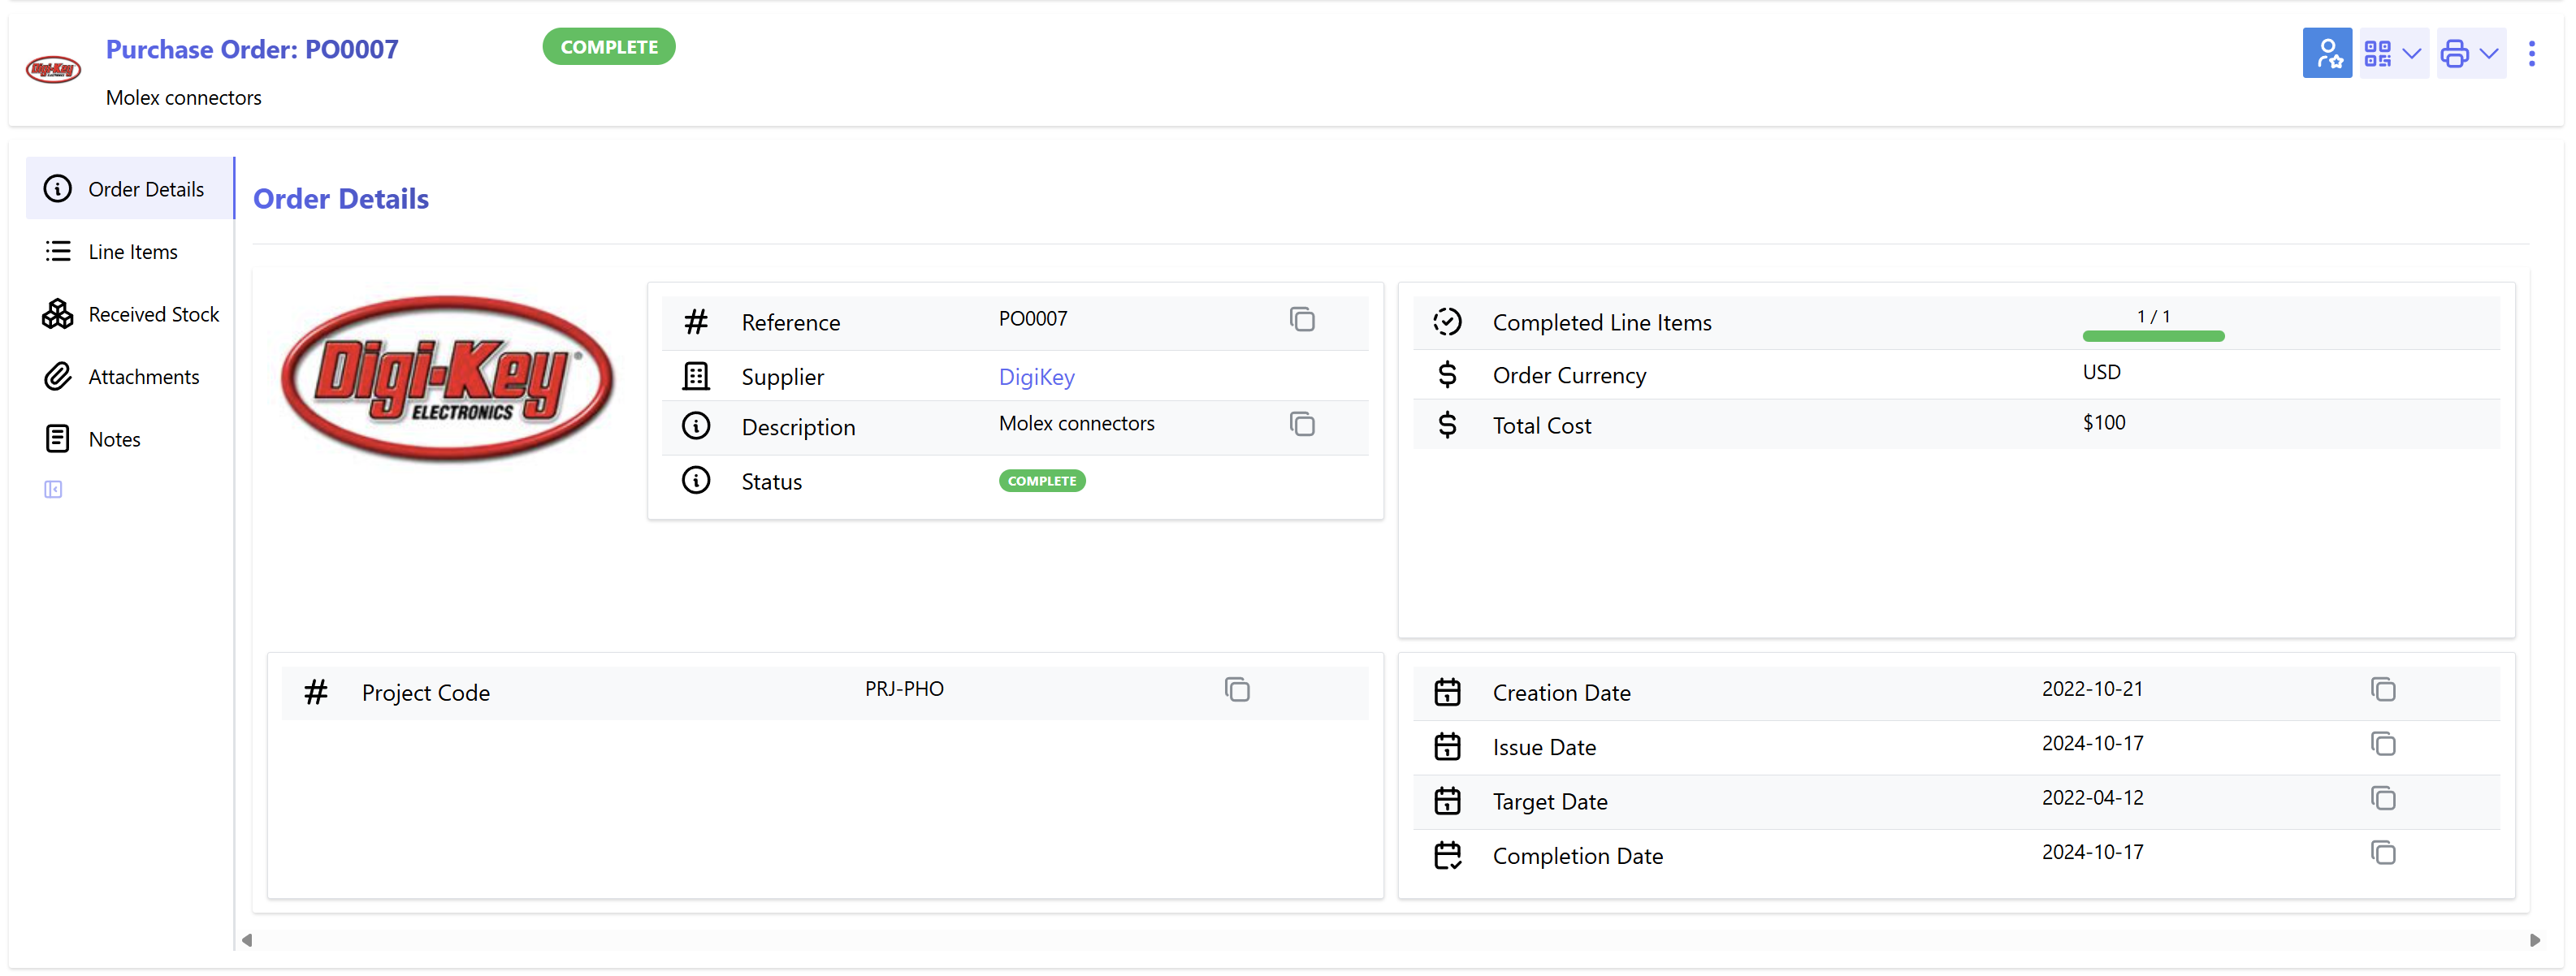 Purchase Order: PO0007
COMPLETE
Digi-Key
ELECTRONICS
Molex connectors
Order Details
Line Items
Received Stock
Attachments
Notes
Order Details
Digi-Key®
ELECTRONICS
Reference PO0007
Supplier DigiKey
Description Molex connectors
Status COMPLETE
Completed Line Items 1 / 1
Order Currency USD
Total Cost $100
Project Code PRJ-PHO
Creation Date 2022-10-21
Issue Date 2024-10-17
Target Date 2022-04-12
Completion Date 2024-10-17